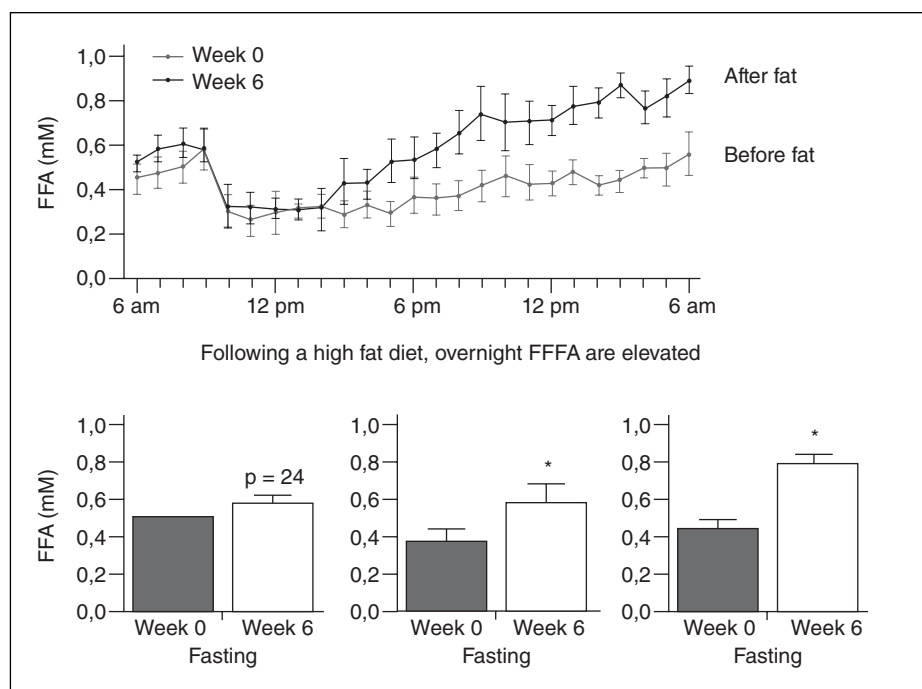 Week 0
Week 6
1,0
0,8
0,6
0,4
0,2
0,0
FFA (mM)
After fat
Before fat
6 am 12 pm 6 pm 12 pm 6 am
Following a high fat diet, overnight FFFA are elevated
1,0
0,8
0,6
0,4
0,2
0,0
FFA (mM)
p = 24
Week 0 Week 6
Fasting
1,0
0,8
0,6
0,4
0,2
0,0
*
Week 0 Week 6
Fasting
1,0
0,8
0,6
0,4
0,2
0,0
*
Week 0 Week 6
Fasting